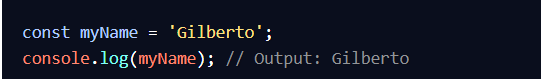 const myName = 'Gilberto';
console.log(myName); // Output: Gilberto